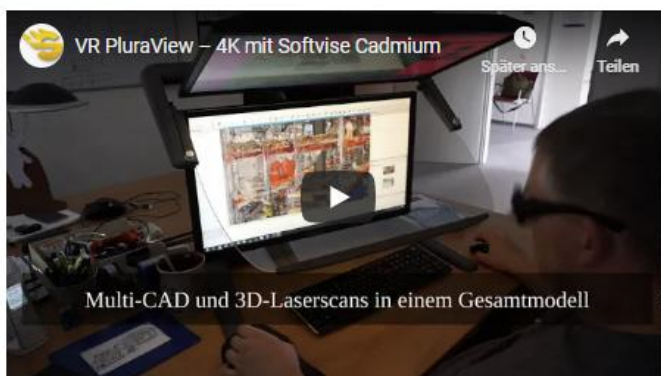 VR PluraView – 4K mit Softvise Cadmium
Später ans...
Teilen
Multi-CAD und 3D-Laserscans in einem Gesamtmodell